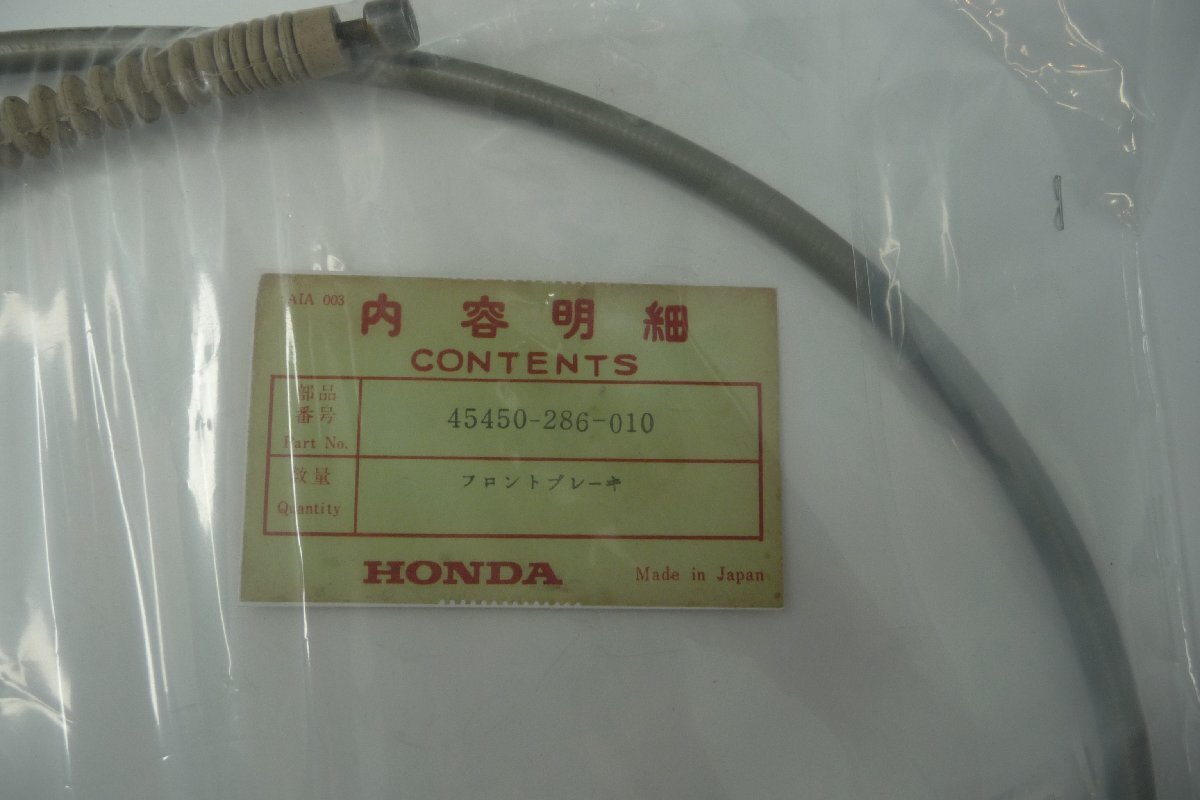 AIA 003
内容明細
CONTENTS
部品
番号
Part No.
45450-286-010
数量
Quantity
フロントブレーキ
HONDA
Made in Japan